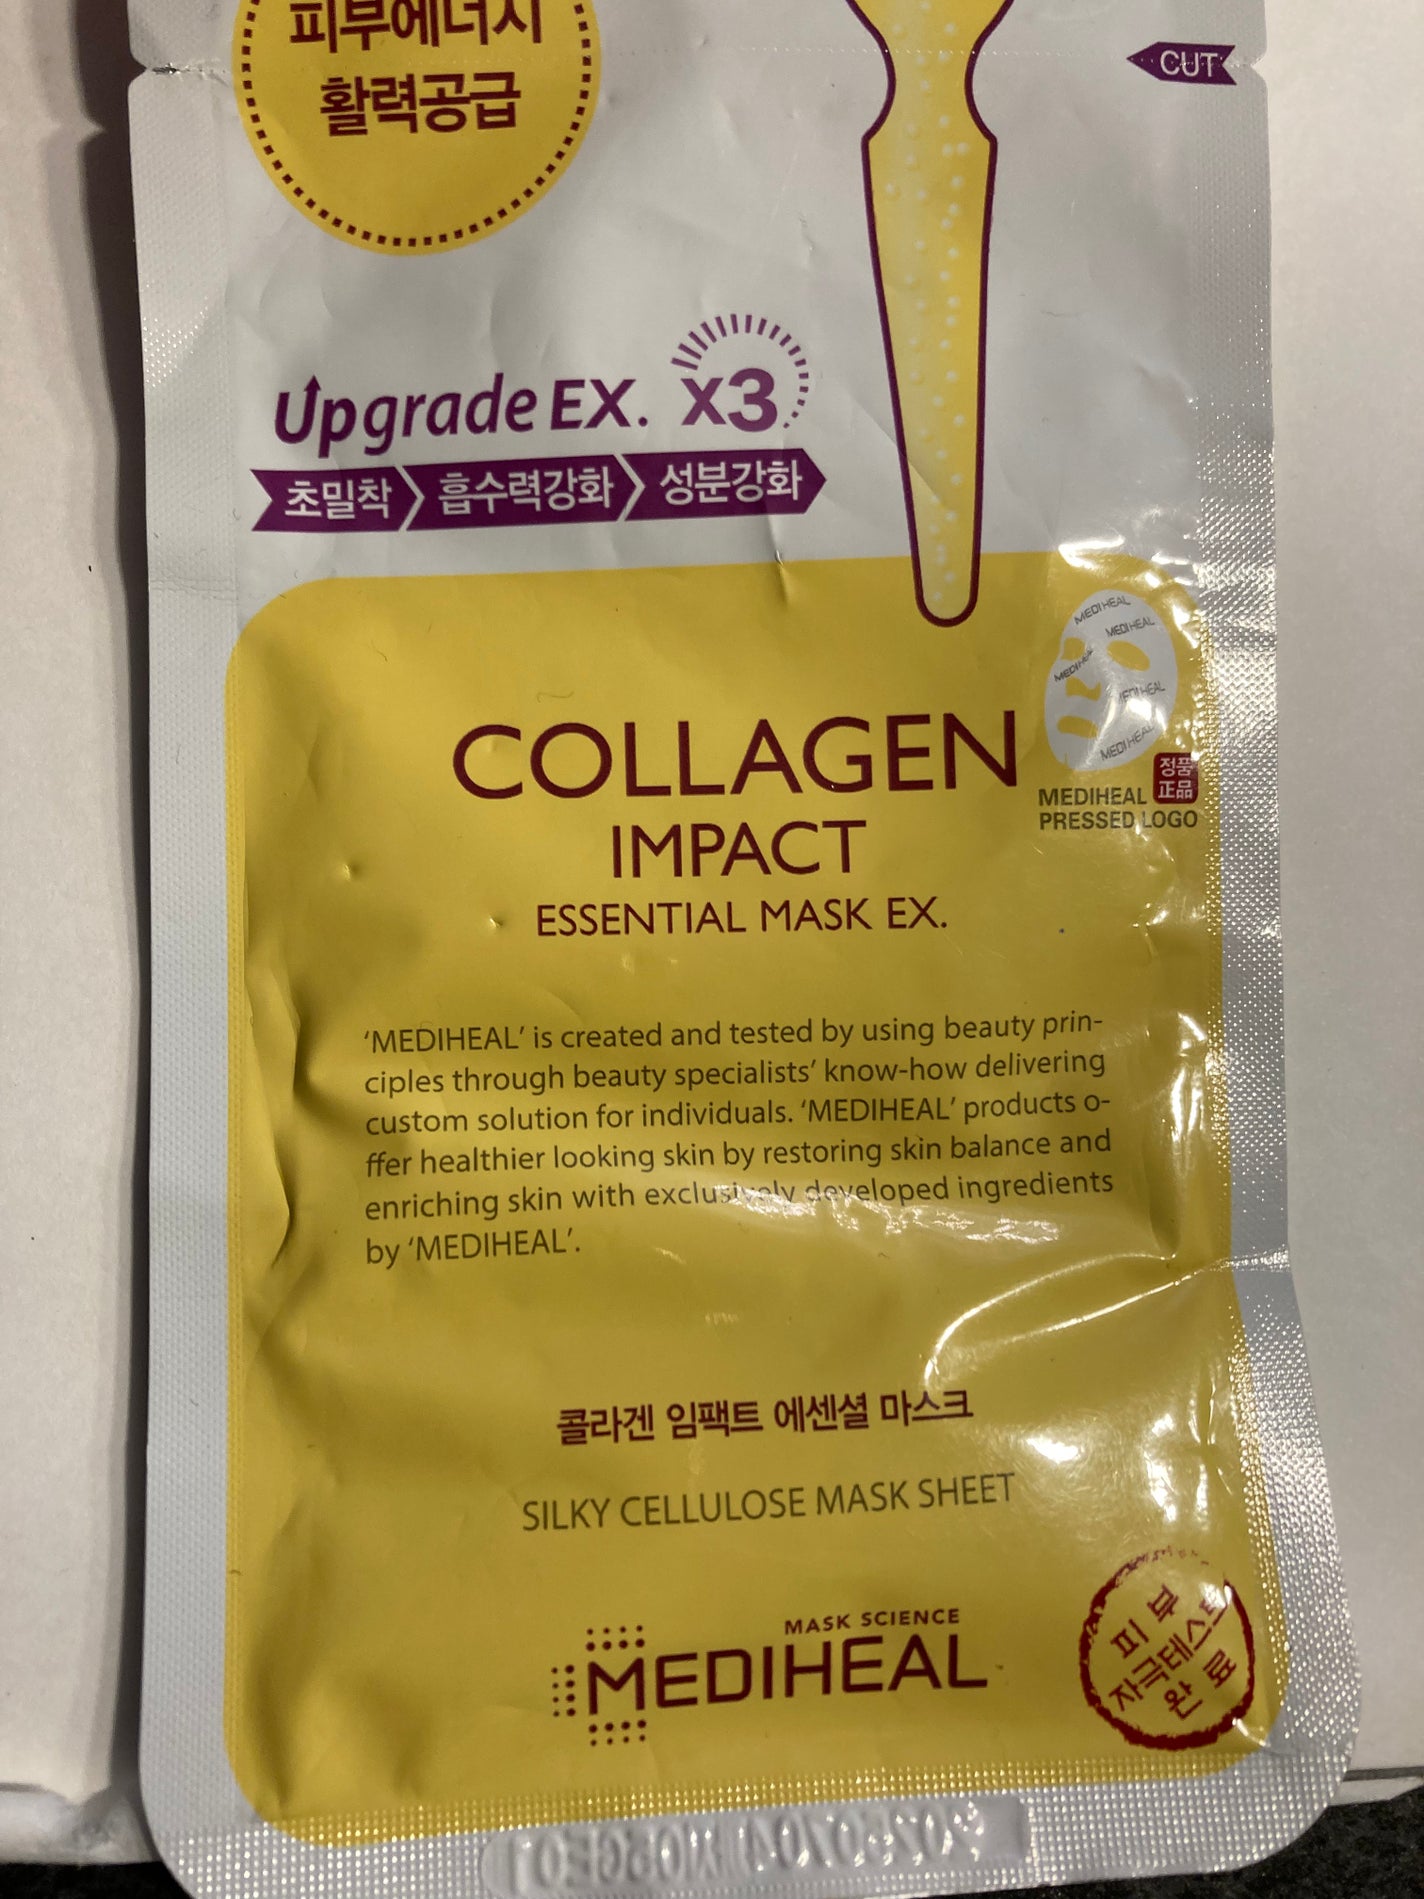 피부에너지
활력공급
CUT
Upgrade EX. x3
초밀착 흡수력강화 성분강화
MEDIHEAL
MEDIHEAL
MEDIHEAL
MEDIHEAL
MEDIHEAL
COLLAGEN
IMPACT
ESSENTIAL MASK EX.
정품
正品
MEDIHEAL
PRESSED LOGO
'MEDIHEAL' is created and tested by using beauty prin-
ciples through beauty specialists' know-how delivering
custom solution for individuals. 'MEDIHEAL' products o-
ffer healthier looking skin by restoring skin balance and
enriching skin with exclusively developed ingredients
by 'MEDIHEAL'.
콜라겐 임팩트 에센셜 마스크
SILKY CELLULOSE MASK SHEET
MASK SCIENCE
MEDIHEAL
피부
자극테스트
완료